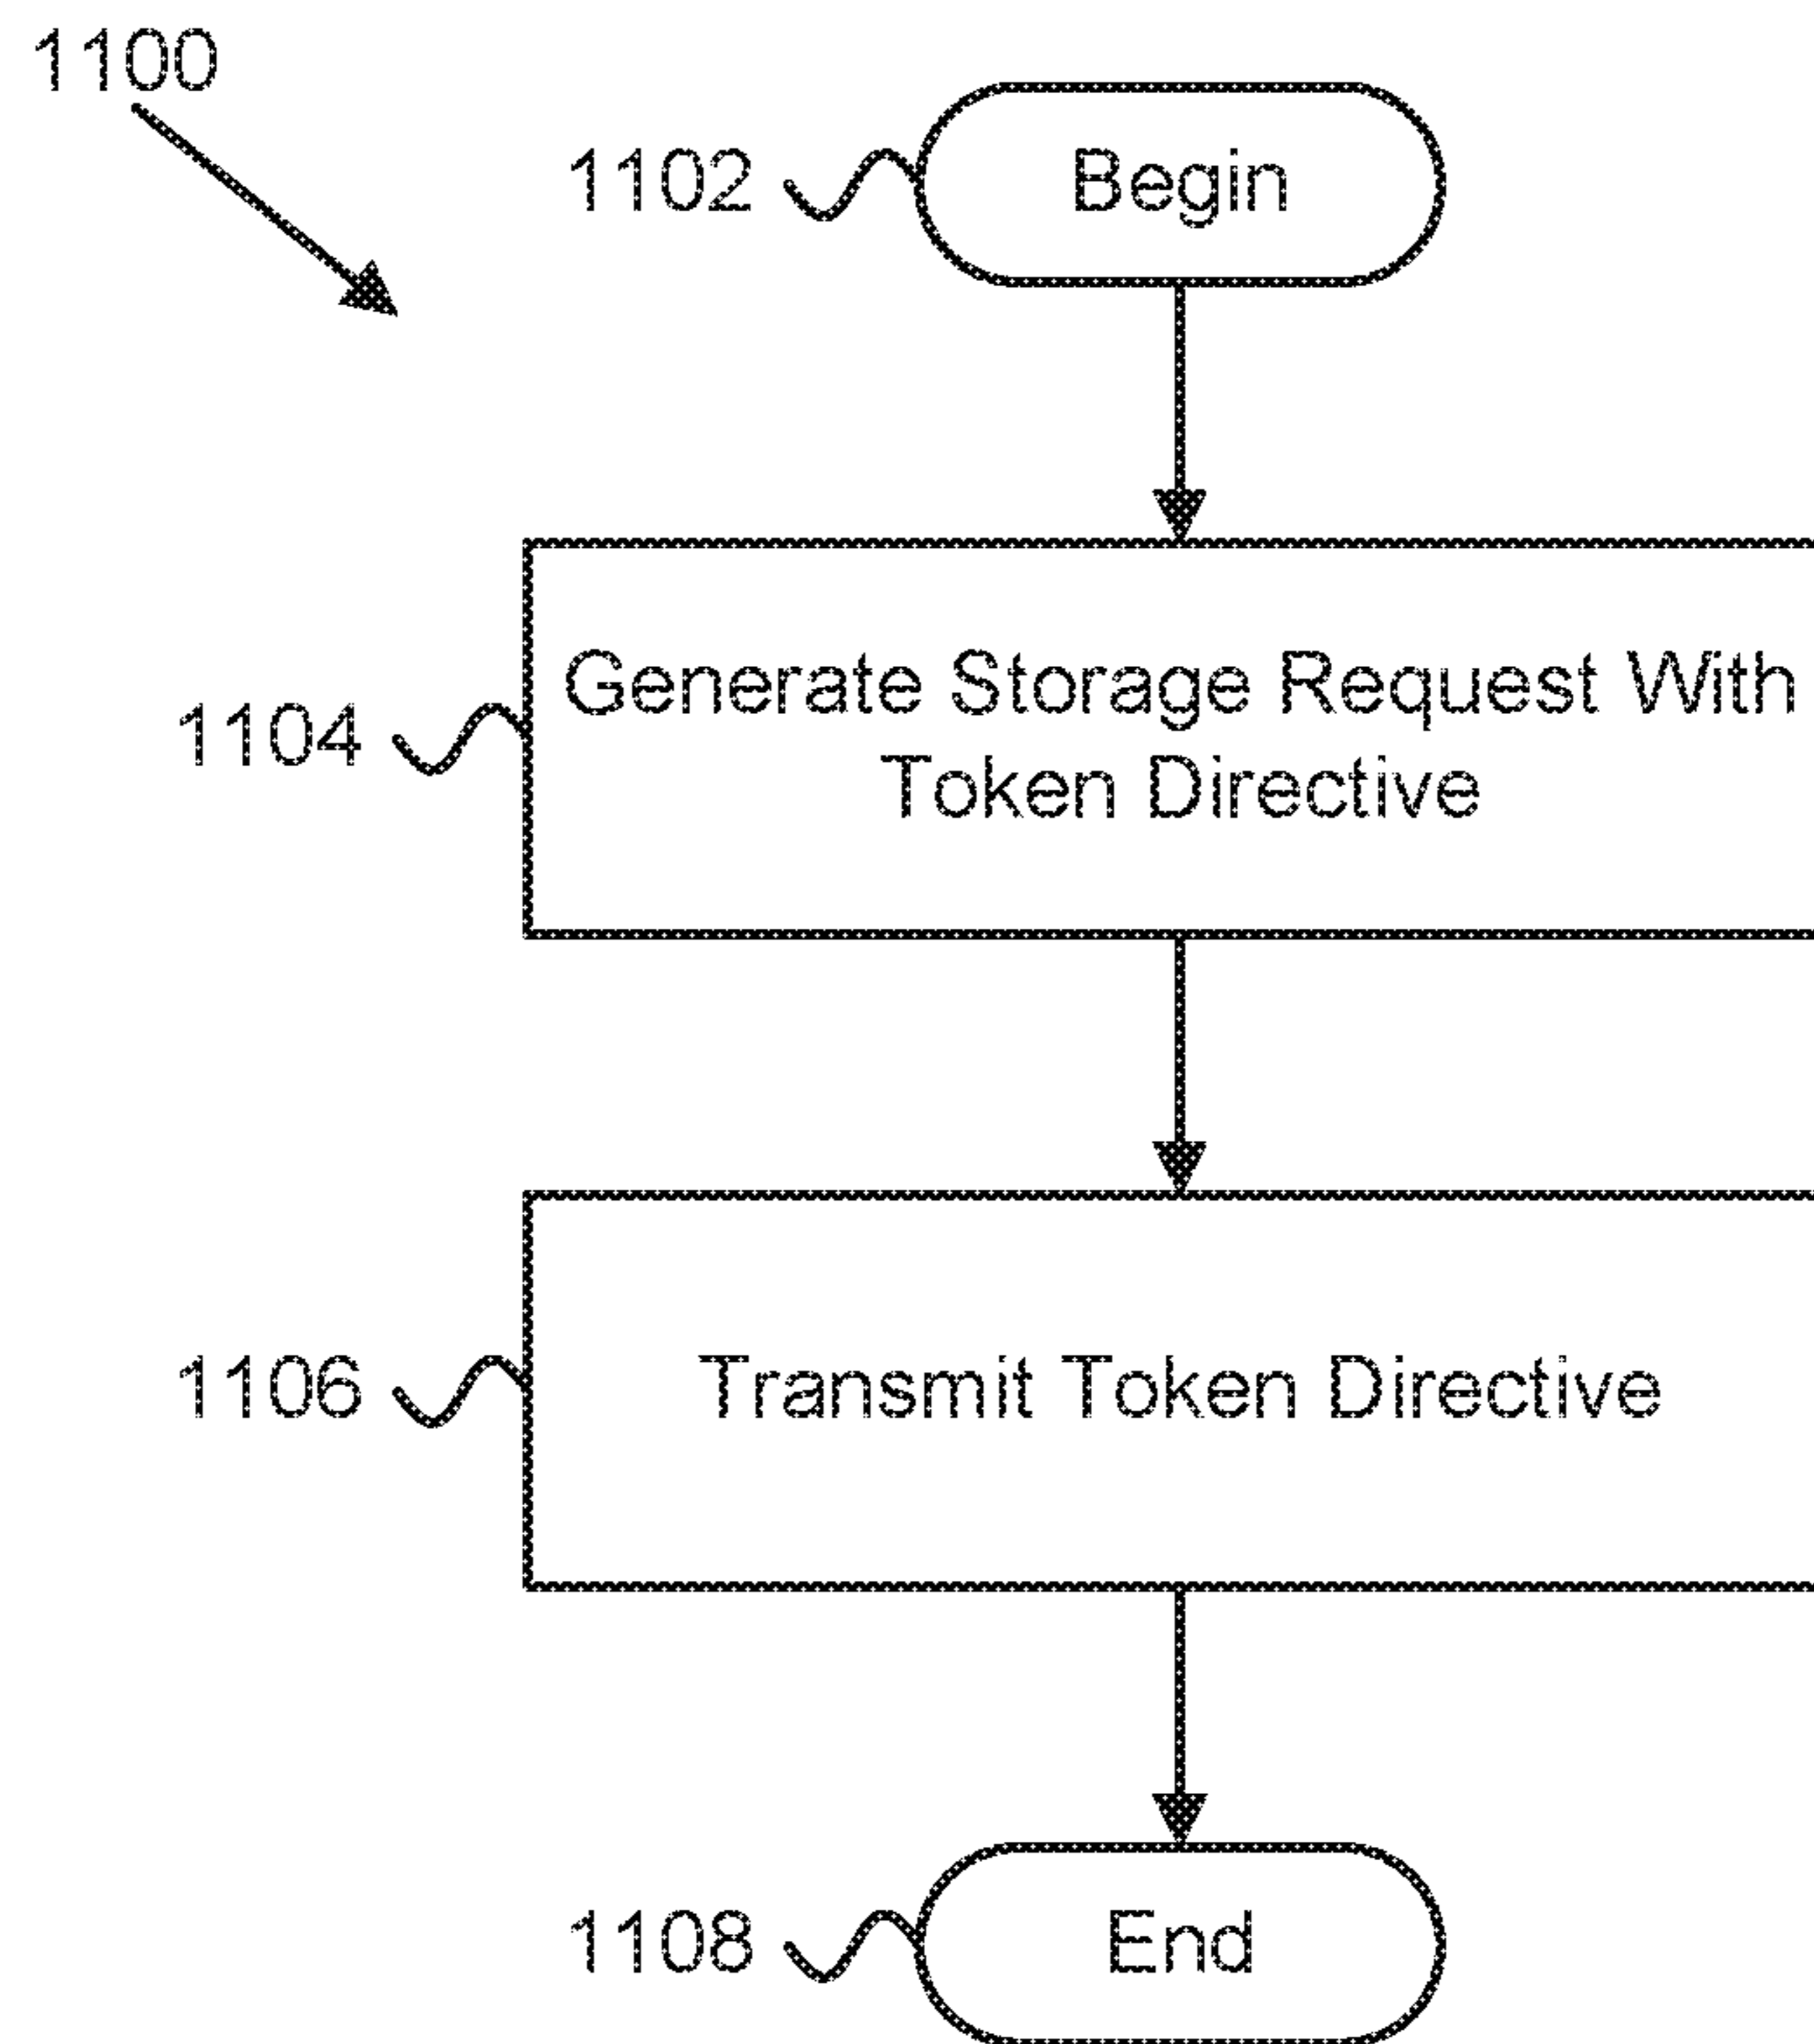 1100
1102
Begin
1104
Generate Storage Request With
Token Directive
1106
Transmit Token Directive
1108
End